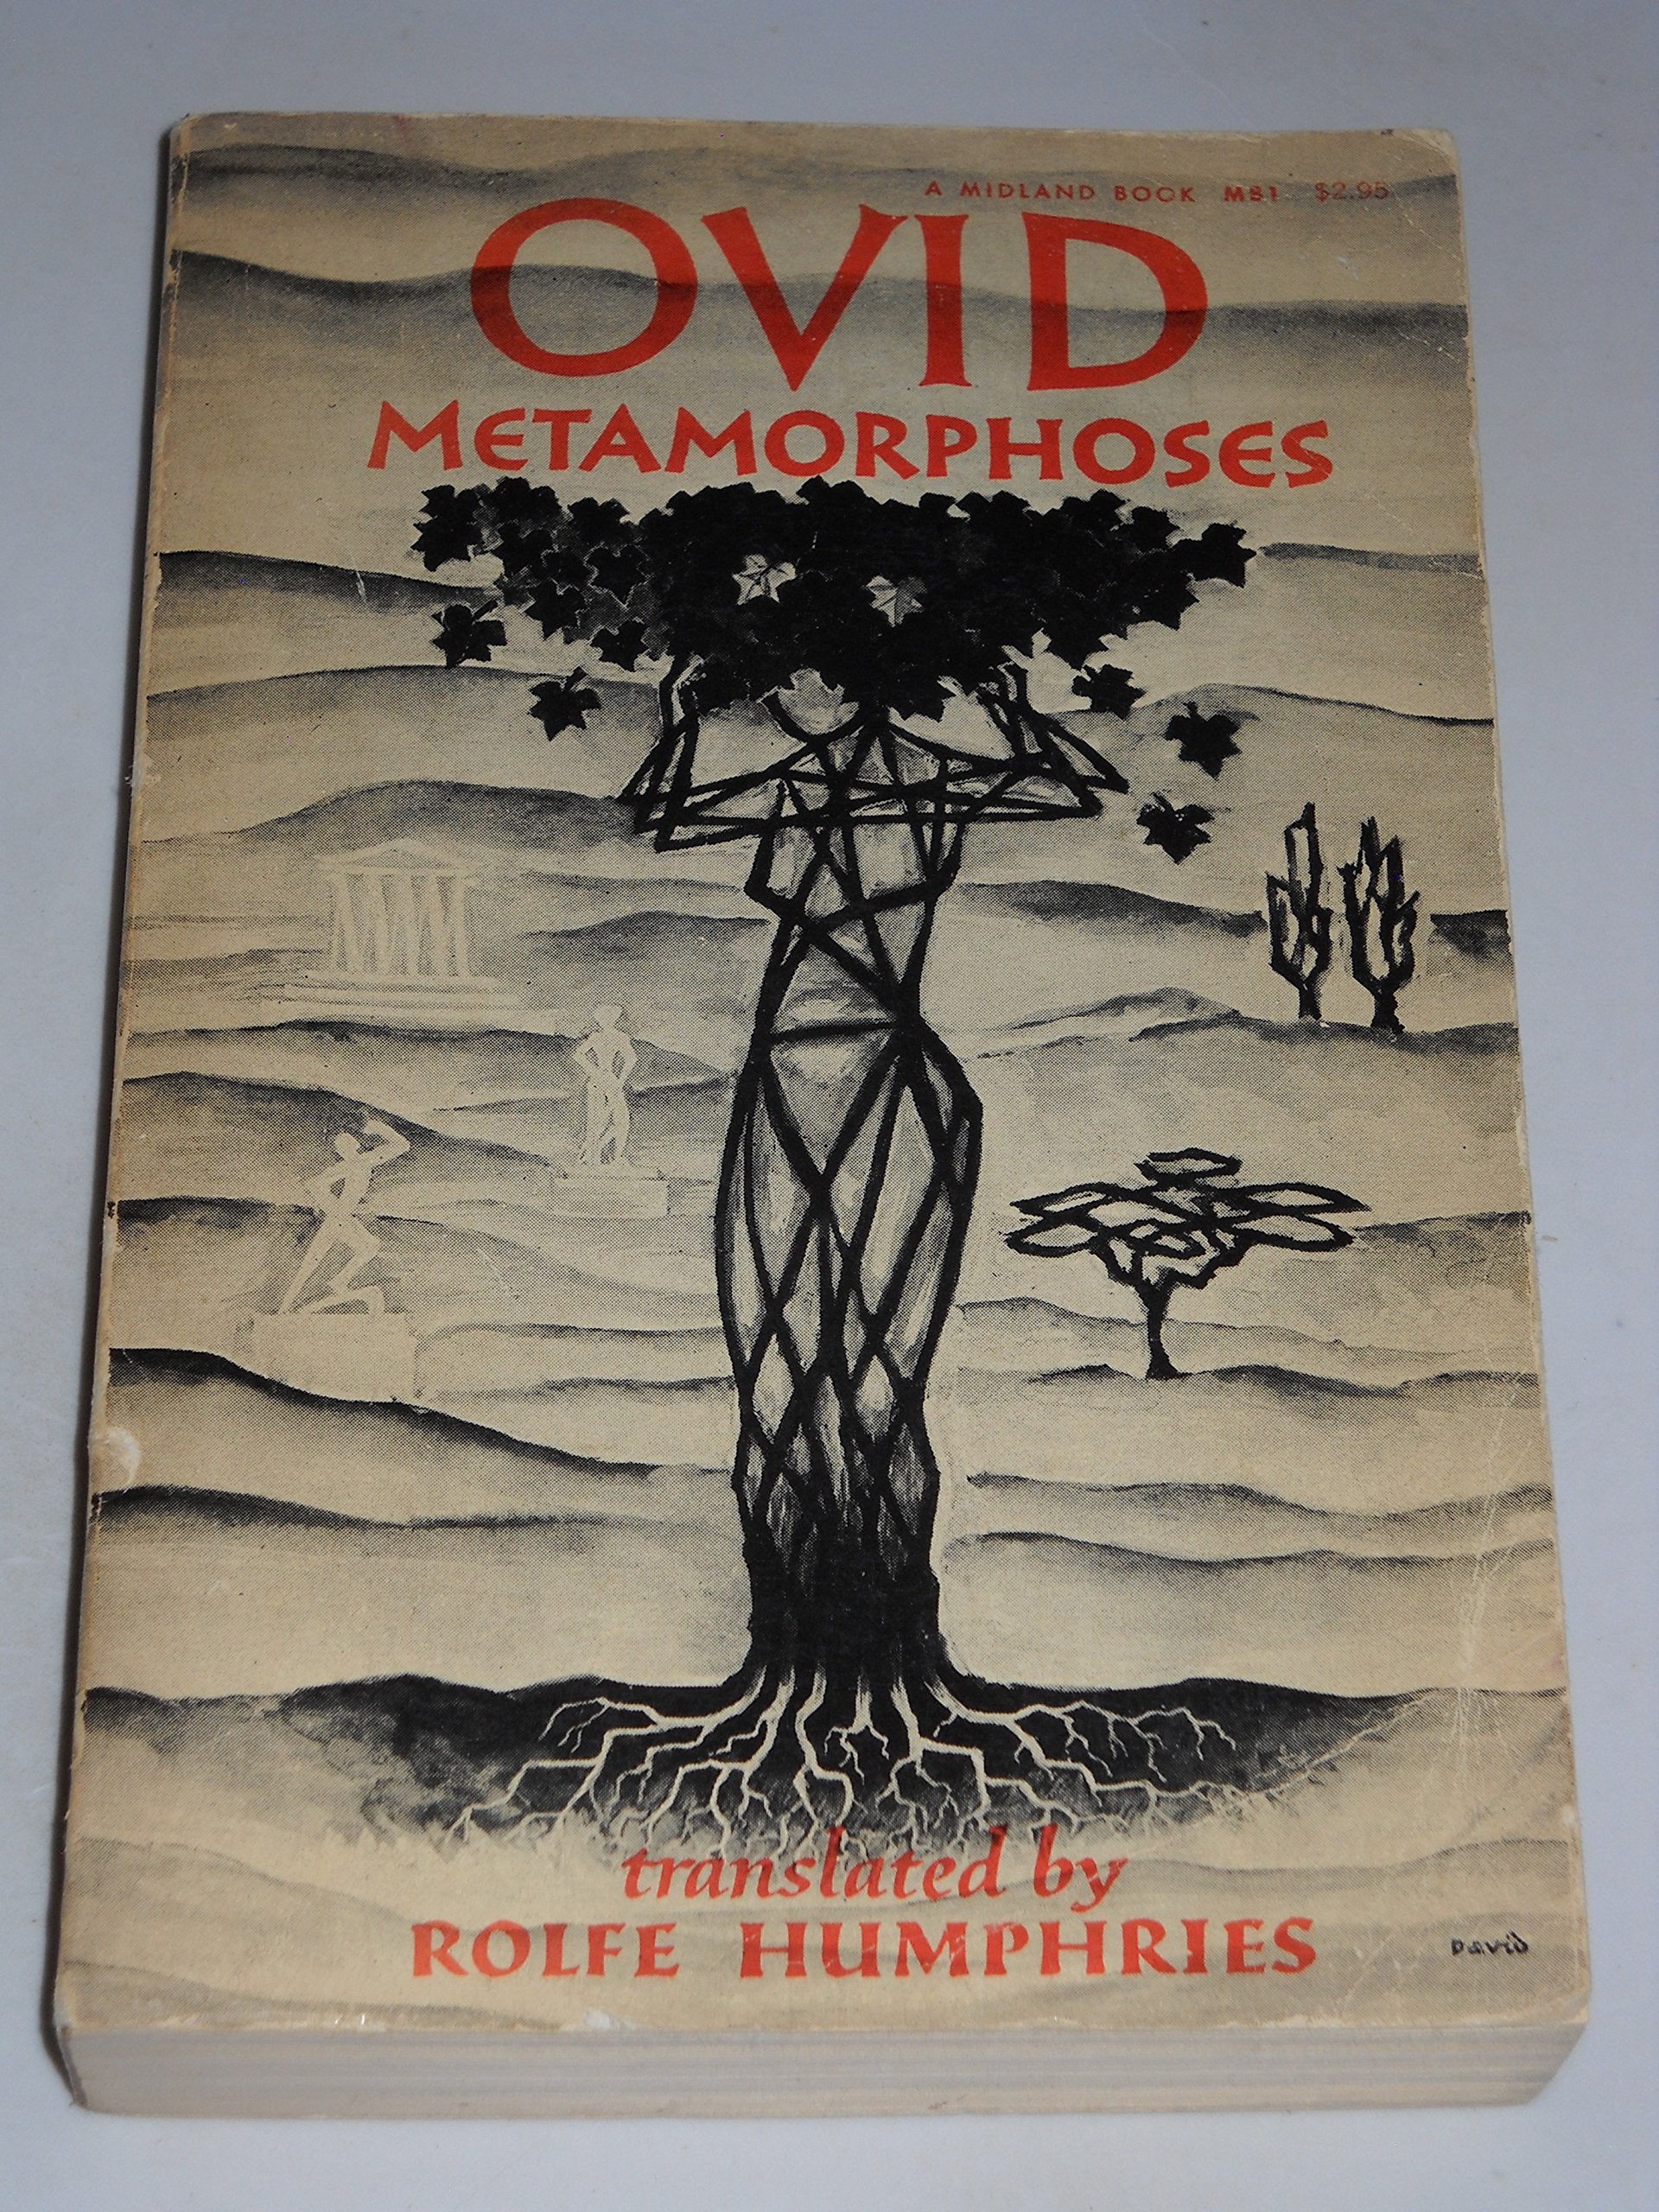 A MIDLAND BOOK MB1 $2.95
OVID
METAMORPHOSES
translated by
ROLFE HUMPHRIES
David